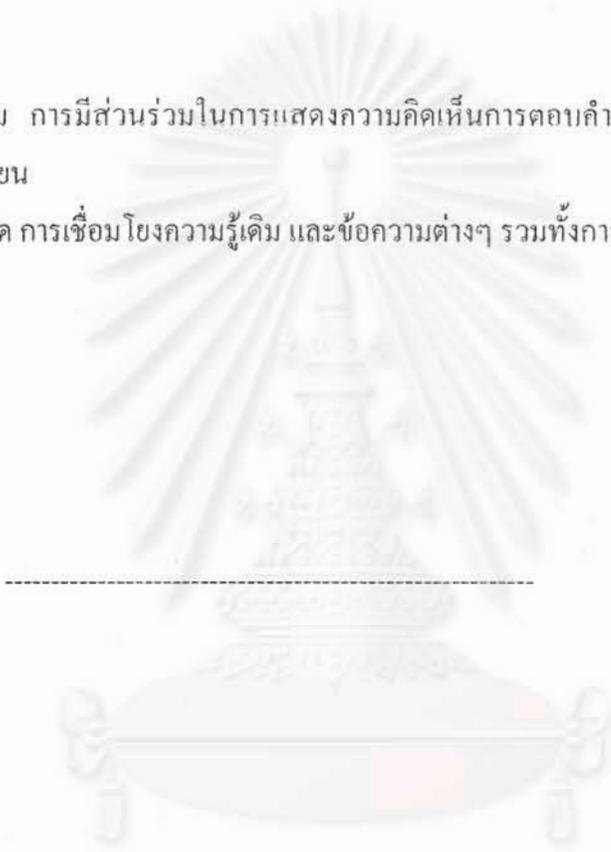 ม การมีส่วนร่วมในการแสดงความคิดเห็นการตอบคำ
ยน
ด การเชื่อมโยงความรู้เดิม และข้อความต่างๆ รวมทั้งกา